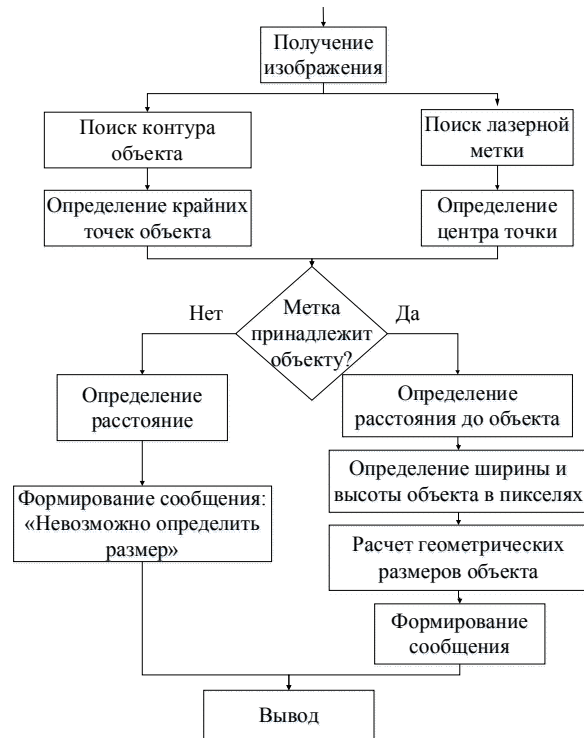 Получение
изображения
Поиск контура
объекта
Поиск лазерной
метки
Определение крайних
точек объекта
Определение
центра точки
Метка
принадлежит
объекту?
Нет
Да
Определение
расстояние
Формирование сообщения:
«Невозможно определить
размер»
Определение
расстояния до объекта
Определение ширины и
высоты объекта в пикселях
Расчет геометрических
размеров объекта
Формирование
сообщения
Вывод